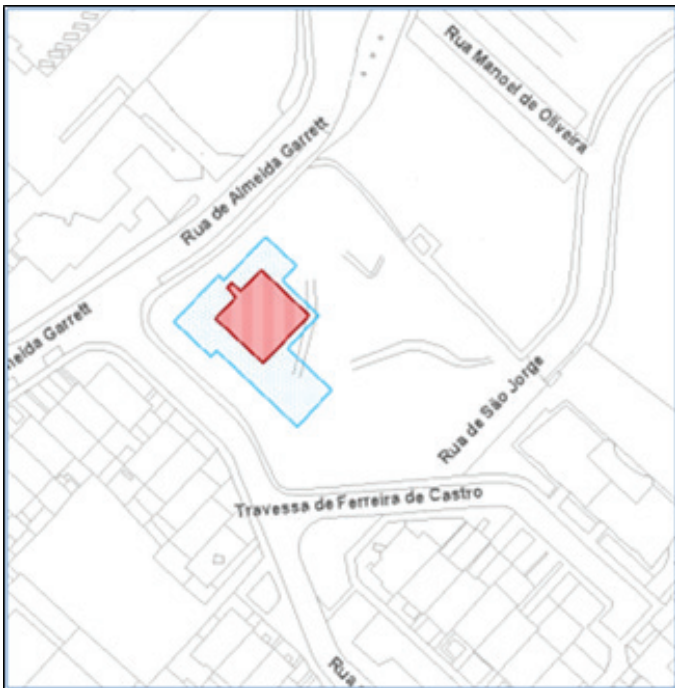 Rua Manoel de Oliveira
Rua de Almeida Garrett
meida Garrett
Rua de São Jorge
Travessa de Ferreira de Castro
Rua